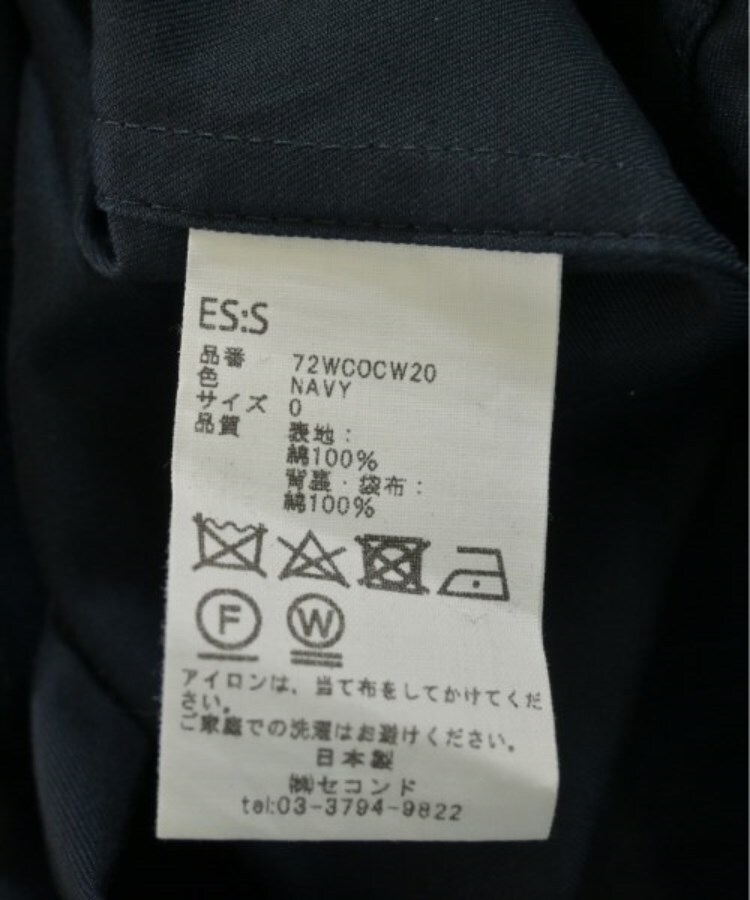 ES:S
品番 72WCOCW20
色 NAVY
サイズ 0
品質 表地:
綿100%
背裏・袋布:
綿100%
F W
アイロンは、当て布をしてかけてくだ
さい。
ご家庭での洗濯はお避けください。
日本製
㈱セコンド
tel:03-3794-9822